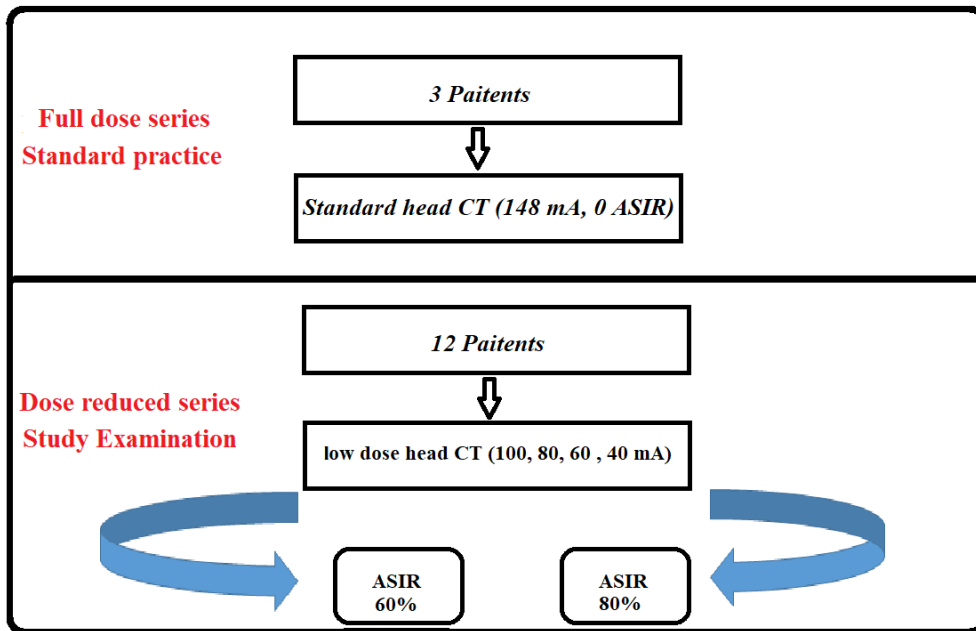 Full dose series
Standard practice
3 Paitents
Standard head CT (148 mA, 0 ASIR)
Dose reduced series
Study Examination
12 Paitents
low dose head CT (100, 80, 60 , 40 mA)
ASIR
60%
ASIR
80%